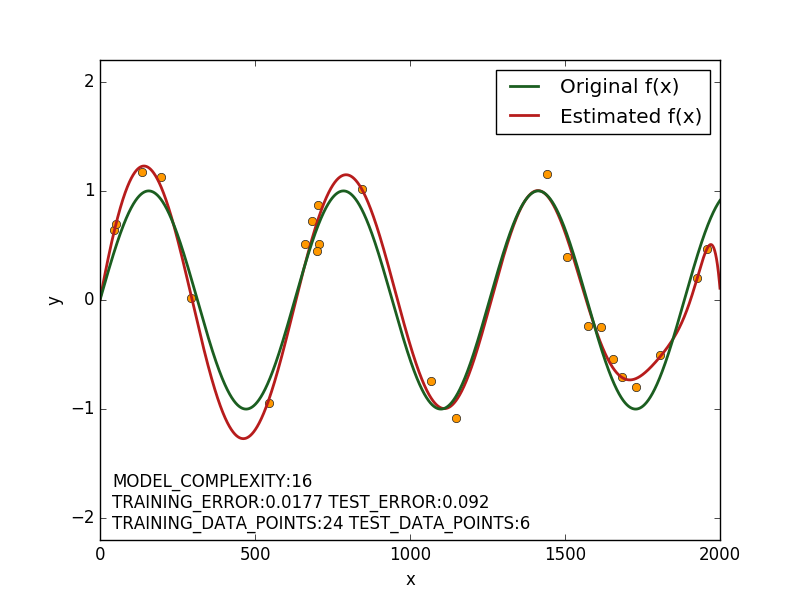 Original f(x)
Estimated f(x)
2
1
0
−1
−2
y
MODEL_COMPLEXITY:16
TRAINING_ERROR:0.0177 TEST_ERROR:0.092
TRAINING_DATA_POINTS:24 TEST_DATA_POINTS:6
0 500 1000 1500 2000
x